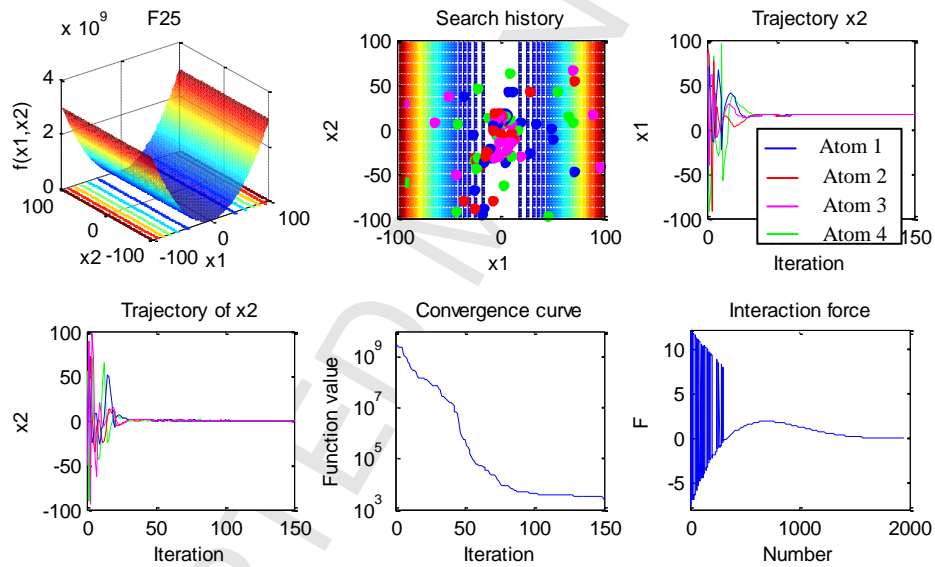 F25
x 10^9
4
2
0
f(x1,x2)
100
0
-100
x2
-100
0
100
x1
Search history
100
50
0
-50
-100
x2
-100
0
100
x1
Trajectory x2
100
50
0
-50
-100
x1
0
150
Iteration
Atom 1
Atom 2
Atom 3
Atom 4
Trajectory of x2
100
50
0
-50
-100
x2
0
50
100
150
Iteration
Convergence curve
10^9
10^7
10^5
10^3
Function value
0
50
100
150
Iteration
Interaction force
10
5
0
-5
F
0
1000
2000
Number